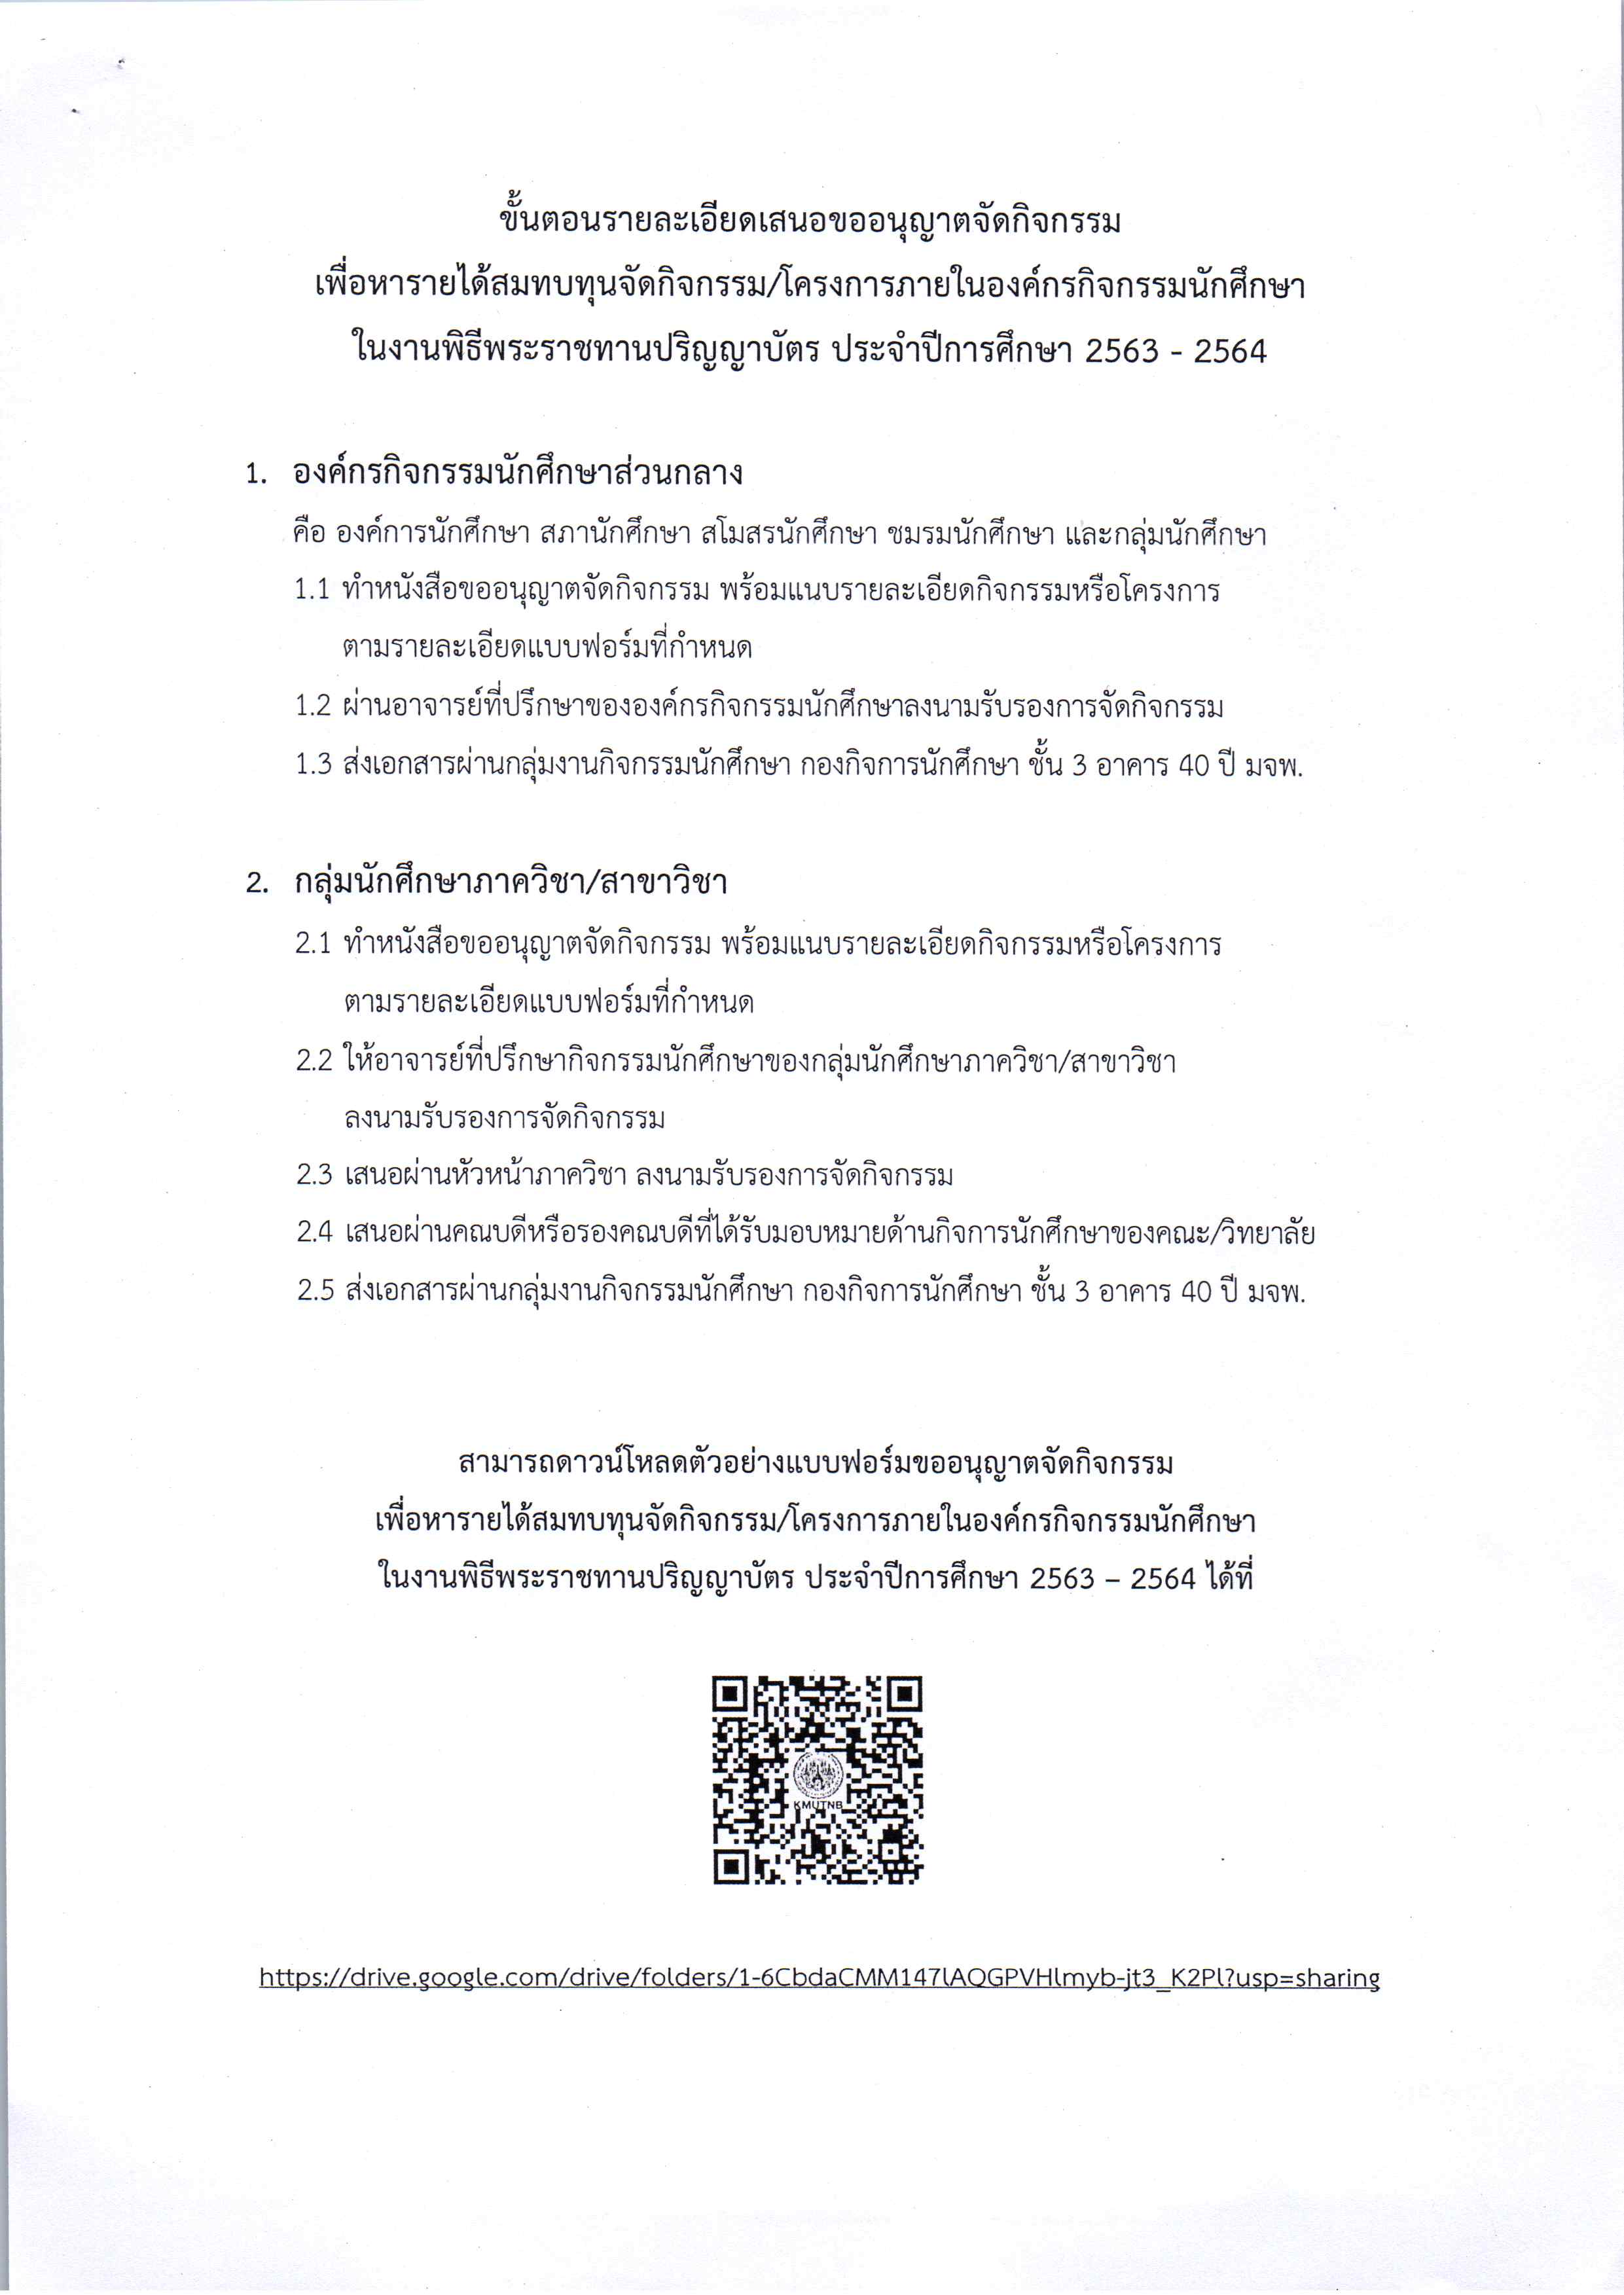 ขั้นตอนรายละเอียดเสนอขออนุญาตจัดกิจกรรม
เพื่อหารายได้สมทบทุนจัดกิจกรรม/โครงการภายในองค์กรกิจกรรมนักศึกษา
ในงานพิธีพระราชทานปริญญาบัตร ประจำปีการศึกษา 2563 - 2564
1. องค์กรกิจกรรมนักศึกษาส่วนกลาง
คือ องค์การนักศึกษา สภานักศึกษา สโมสรนักศึกษา ชมรมนักศึกษา และกลุ่มนักศึกษา
1.1 ทำหนังสือขออนุญาตจัดกิจกรรม พร้อมแนบรายละเอียดกิจกรรมหรือโครงการ
ตามรายละเอียดแบบฟอร์มที่กำหนด
1.2 ผ่านอาจารย์ที่ปรึกษาขององค์กรกิจกรรมนักศึกษาลงนามรับรองการจัดกิจกรรม
1.3 ส่งเอกสารผ่านกลุ่มงานกิจกรรมนักศึกษา กองกิจการนักศึกษา ชั้น 3 อาคาร 40 ปี มจพ.
2. กลุ่มนักศึกษาภาควิชา/สาขาวิชา
2.1 ทำหนังสือขออนุญาตจัดกิจกรรม พร้อมแนบรายละเอียดกิจกรรมหรือโครงการ
ตามรายละเอียดแบบฟอร์มที่กำหนด
2.2 ให้อาจารย์ที่ปรึกษากิจกรรมนักศึกษาของกลุ่มนักศึกษาภาควิชา/สาขาวิชา
ลงนามรับรองการจัดกิจกรรม
2.3 เสนอผ่านหัวหน้าภาควิชา ลงนามรับรองการจัดกิจกรรม
2.4 เสนอผ่านคณบดีหรือรองคณบดีที่ได้รับมอบหมายด้านกิจการนักศึกษาของคณะ/วิทยาลัย
2.5 ส่งเอกสารผ่านกลุ่มงานกิจกรรมนักศึกษา กองกิจการนักศึกษา ชั้น 3 อาคาร 40 ปี มจพ.
สามารถดาวน์โหลดตัวอย่างแบบฟอร์มขออนุญาตจัดกิจกรรม
เพื่อหารายได้สมทบทุนจัดกิจกรรม/โครงการภายในองค์กรกิจกรรมนักศึกษา
ในงานพิธีพระราชทานปริญญาบัตร ประจำปีการศึกษา 2563 – 2564 ได้ที่
KMUTNB
https://drive.google.com/drive/folders/1-6CbdaCMM147lAQGPVHlmyb-jt3_K2Pl?usp=sharing